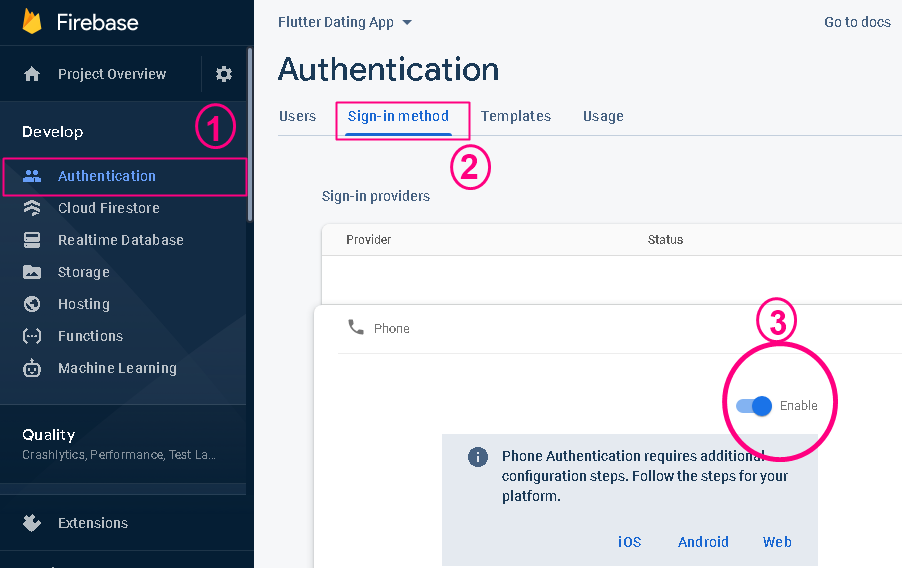 Firebase
Project Overview
Develop
1
Authentication
Cloud Firestore
Realtime Database
Storage
Hosting
Functions
Machine Learning
Quality
Crashlytics, Performance, Test La...
Extensions
Flutter Dating App
Go to docs
Authentication
Users Sign-in method Templates Usage
2
Sign-in providers
Provider Status
Phone
3
Enable
Phone Authentication requires additional
configuration steps. Follow the steps for your
platform.
iOS Android Web